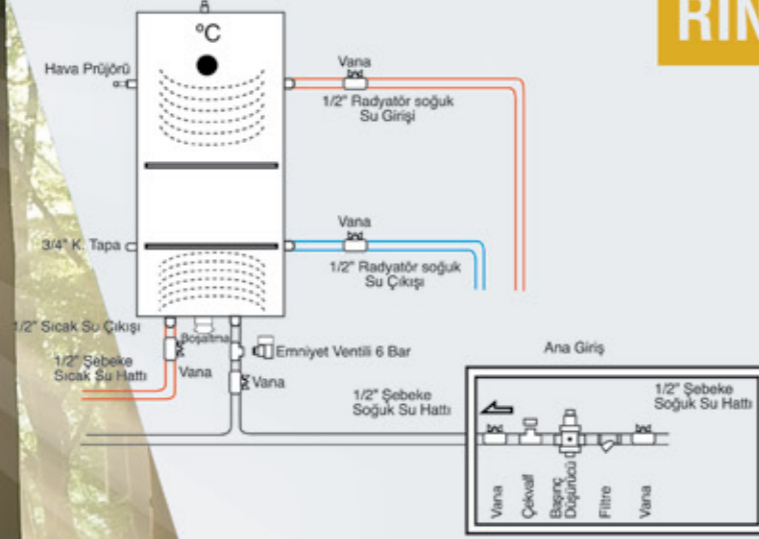 RIN
°C
Hava Prüjörü
Vana
1/2" Radyatör soğuk
Su Girişi
3/4" K. Tapa
Vana
1/2" Radyatör soğuk
Su Çıkışı
1/2" Sıcak Su Çıkışı
Boşaltma
1/2" Şebeke
Sıcak Su Hattı
Vana
Emniyet Ventili 6 Bar
Vana
1/2" Şebeke
Soğuk Su Hattı
Ana Giriş
1/2" Şebeke
Soğuk Su Hattı
Vana
Çekvalf
Basınç
Düşürücü
Filtre
Vana